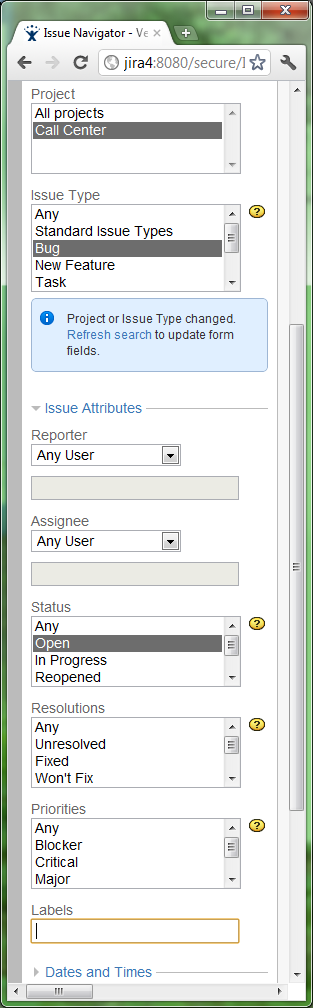 Issue Navigator - Ve
jira4:8080/secure/I
Project
All projects
Call Center
Issue Type
Any
Standard Issue Types
Bug
New Feature
Task
Project or Issue Type changed.
Refresh search to update form
fields.
Issue Attributes
Reporter
Any User
Assignee
Any User
Status
Any
Open
In Progress
Reopened
Resolutions
Any
Unresolved
Fixed
Won't Fix
Priorities
Any
Blocker
Critical
Major
Labels
Dates and Times